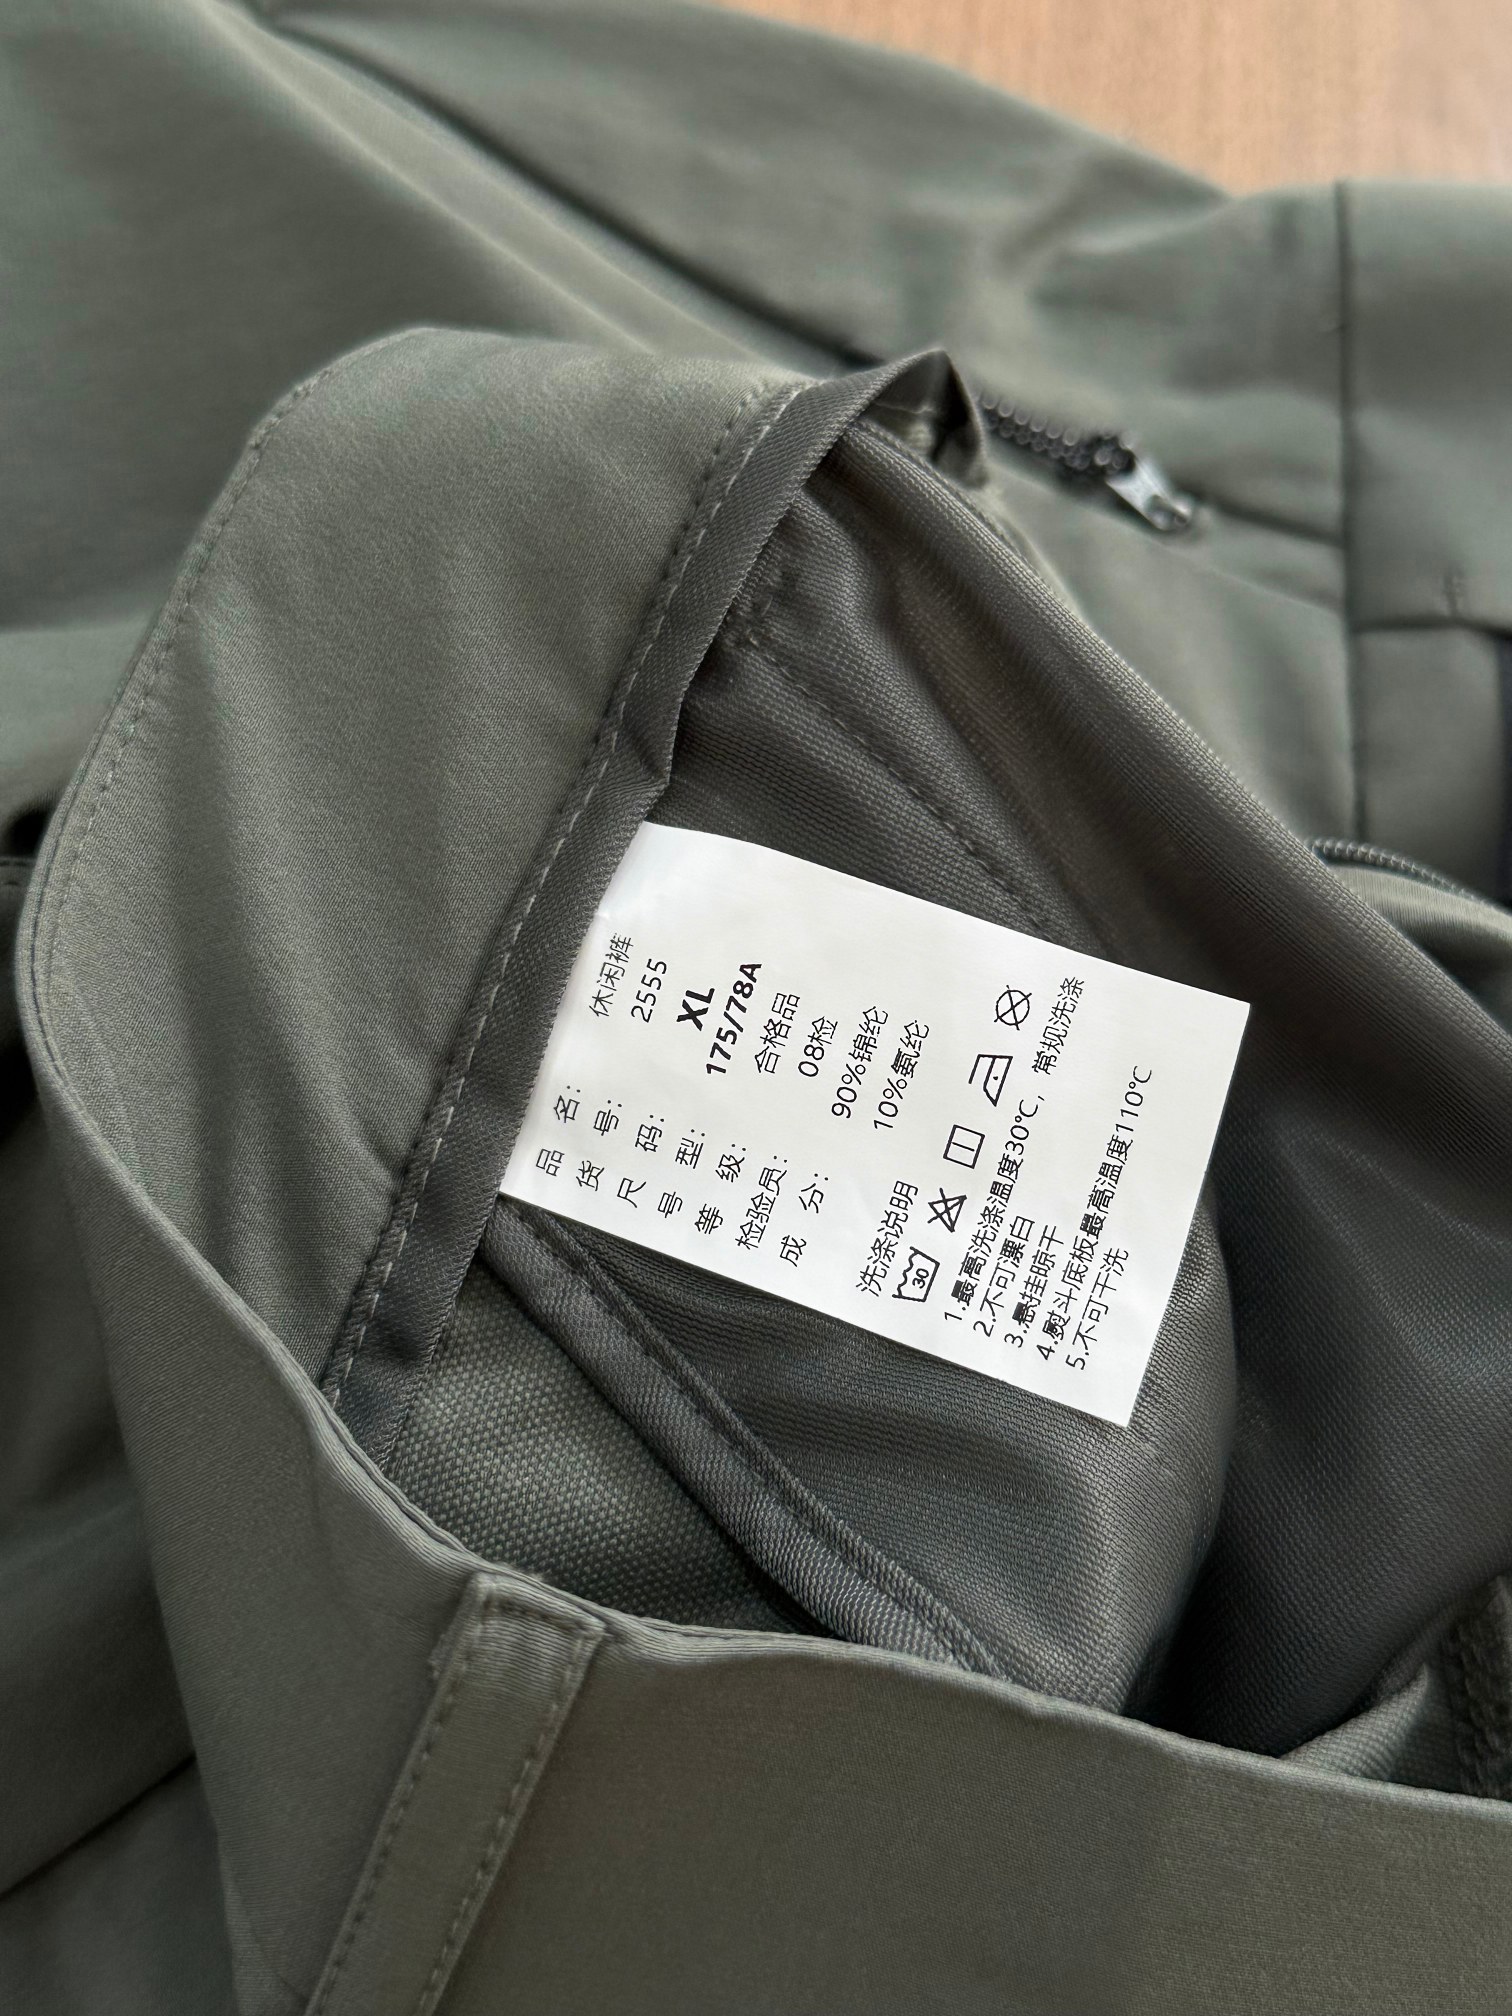 品 名：休闲裤
货 号：2555
尺 码：XL
号 型：175/78A
等 级：合格品
检验员：08检
成 分：90%锦纶
10%氨纶
洗涤说明
30
1.最高洗涤温度30℃，常规洗涤
2.不可漂白
3.悬挂晾干
4.熨斗底板最高温度110℃
5.不可干洗